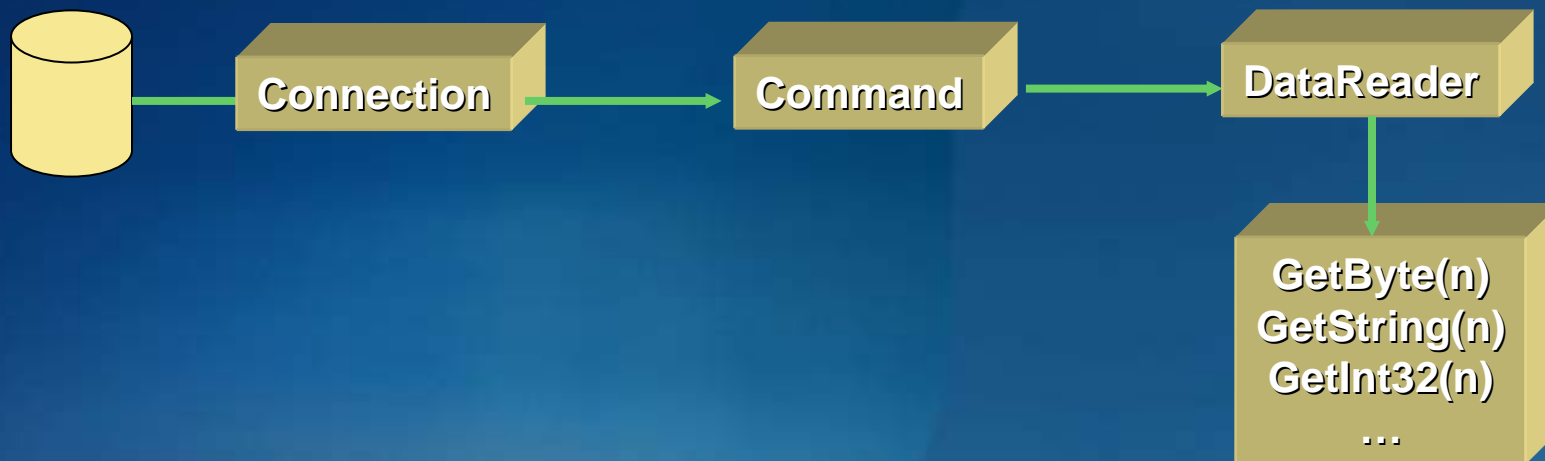 Connection
Command
DataReader
GetByte(n)
GetString(n)
GetInt32(n)
...